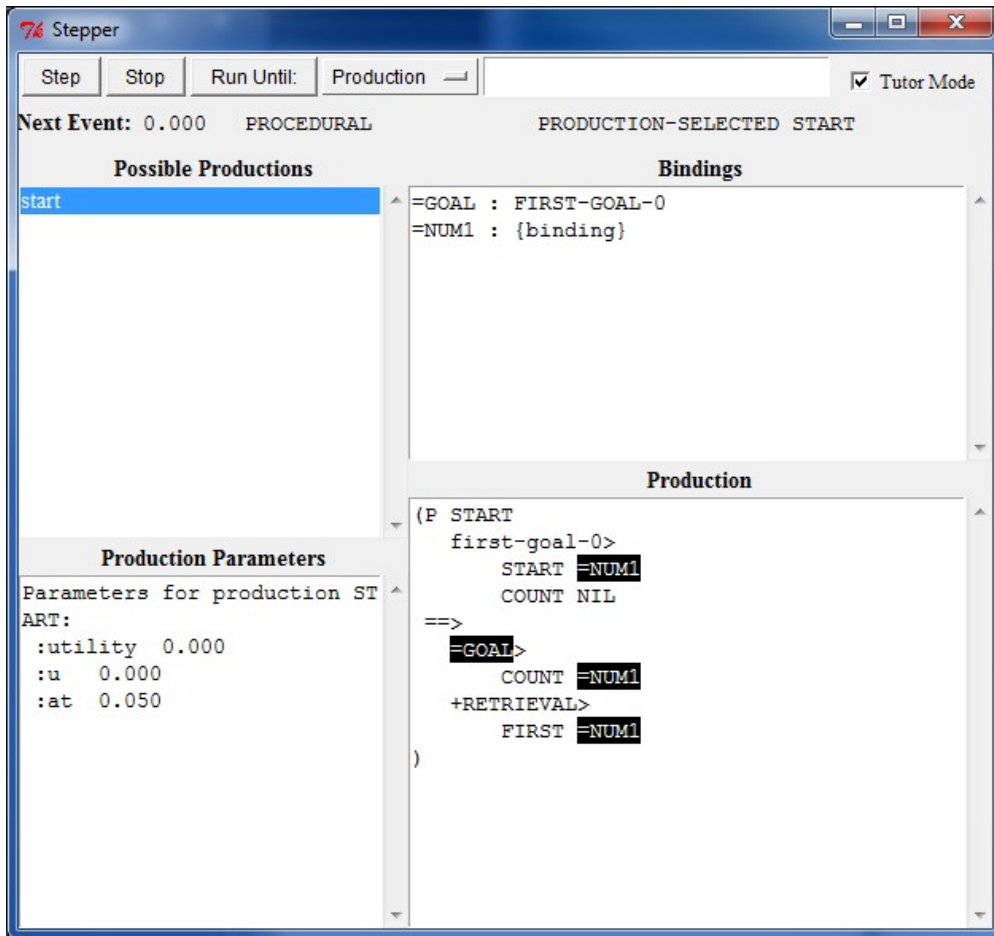 Stepper
Step Stop Run Until: Production Tutor Mode
Next Event: 0.000 PROCEDURAL PRODUCTION-SELECTED START
Possible Productions
start
Bindings
=GOAL : FIRST-GOAL-0
=NUM1 : {binding}
Production Parameters
Parameters for production ST
ART:
:utility 0.000
:u 0.000
:at 0.050
Production
(P START
first-goal-0>
START =NUM1
COUNT NIL
==>
=GOAL>
COUNT =NUM1
+RETRIEVAL>
FIRST =NUM1
)